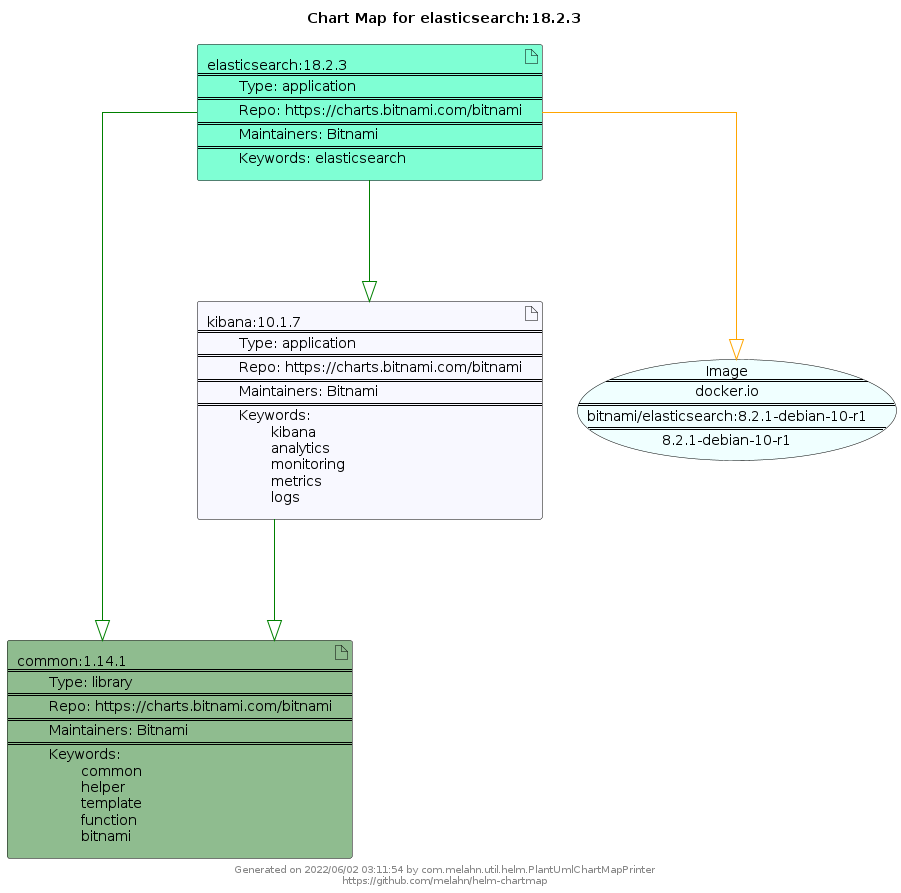 Chart Map for elasticsearch:18.2.3
elasticsearch:18.2.3
Type: application
Repo: https://charts.bitnami.com/bitnami
Maintainers: Bitnami
Keywords: elasticsearch
kibana:10.1.7
Type: application
Repo: https://charts.bitnami.com/bitnami
Maintainers: Bitnami
Keywords:
kibana
analytics
monitoring
metrics
logs
Image
docker.io
bitnami/elasticsearch:8.2.1-debian-10-r1
8.2.1-debian-10-r1
common:1.14.1
Type: library
Repo: https://charts.bitnami.com/bitnami
Maintainers: Bitnami
Keywords:
common
helper
template
function
bitnami
Generated on 2022/06/02 03:11:54 by com.melahn.util.helm.PlantUmlChartMapPrinter
https://github.com/melahn/helm-chartmap